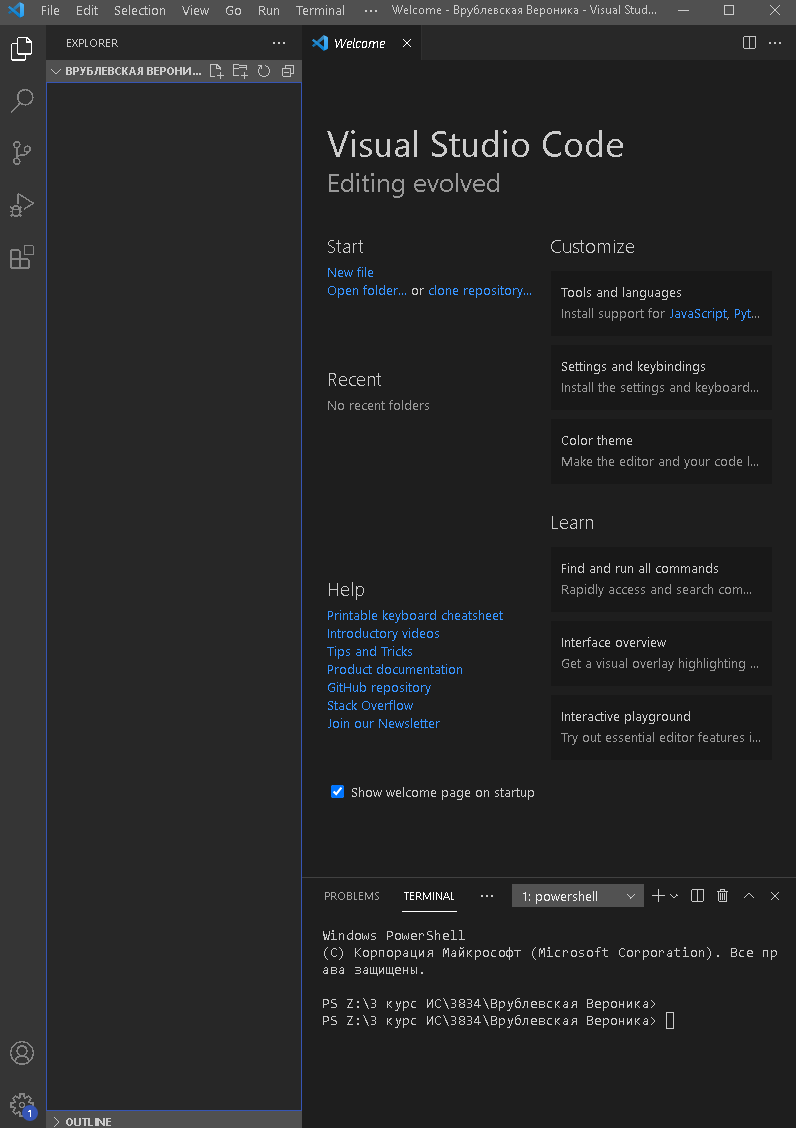 File Edit Selection View Go Run Terminal ··· Welcome - Врублевская Вероника - Visual Stud...
EXPLORER ···
ВРУБЛЕВСКАЯ ВЕРОНИ...
Welcome
Visual Studio Code
Editing evolved
Start
New file
Open folder... or clone repository...
Recent
No recent folders
Help
Printable keyboard cheatsheet
Introductory videos
Tips and Tricks
Product documentation
GitHub repository
Stack Overflow
Join our Newsletter
Customize
Tools and languages
Install support for JavaScript, Pyt...
Settings and keybindings
Install the settings and keyboard...
Color theme
Make the editor and your code l...
Learn
Find and run all commands
Rapidly access and search com...
Interface overview
Get a visual overlay highlighting ...
Interactive playground
Try out essential editor features i...
Show welcome page on startup
PROBLEMS TERMINAL ··· 1: powershell
Windows PowerShell
(C) Корпорация Майкрософт (Microsoft Corporation). Все пр
ава защищены.
PS Z:\3 курс ИС\3834\Врублевская Вероника>
PS Z:\3 курс ИС\3834\Врублевская Вероника>
1
OUTLINE